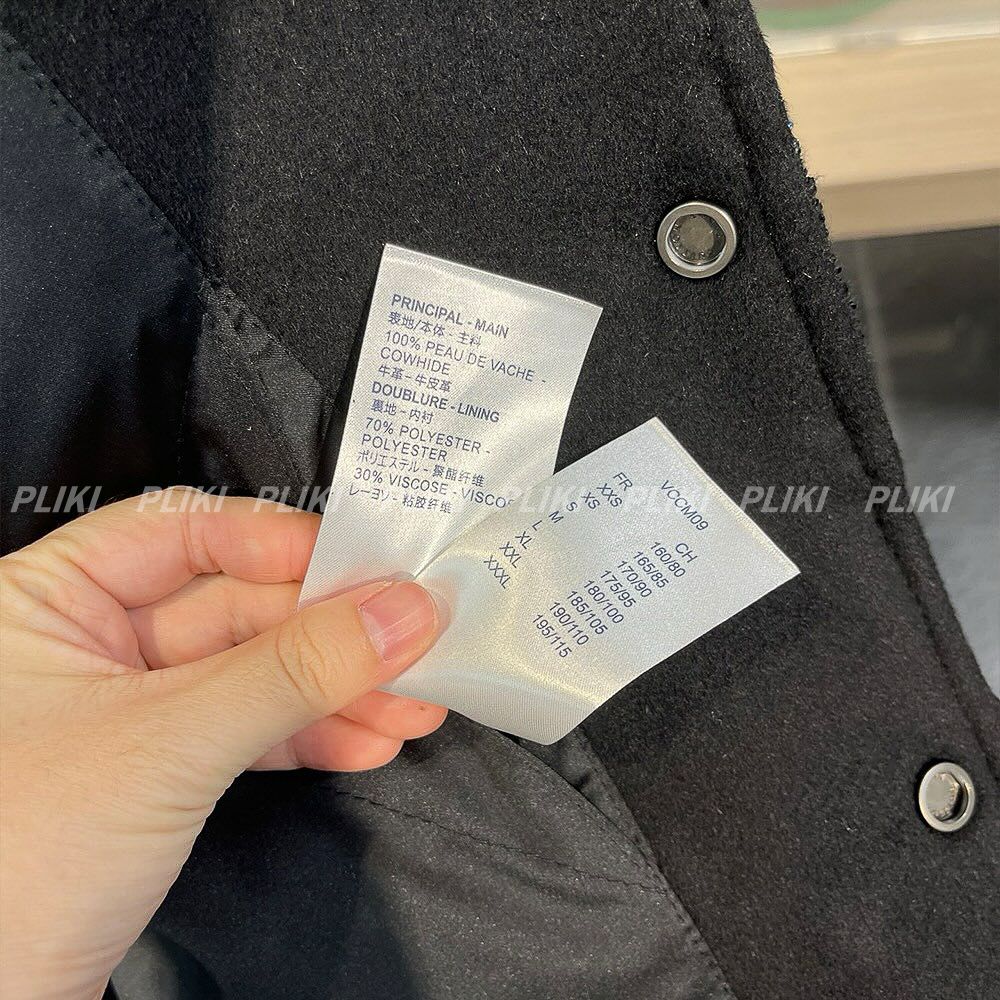 PRINCIPAL - MAIN
表地/本体 - 主料
100% PEAU DE VACHE -
COWHIDE
牛革 - 牛皮革
DOUBLURE - LINING
裏地 - 内衬
70% POLYESTER -
POLYESTER
ポリエステル - 聚酯纤维
30% VISCOSE - VISCO
レーヨン - 粘胶纤维
VCCM09
FR CH
XXS 160/80
XS 165/85
S 170/90
M 175/95
L 180/100
XL 185/105
XXL 190/110
XXXL 195/115
PLIKI PLIKI PLIKI PLIKI PLIKI PLIKI PLIKI PLIKI